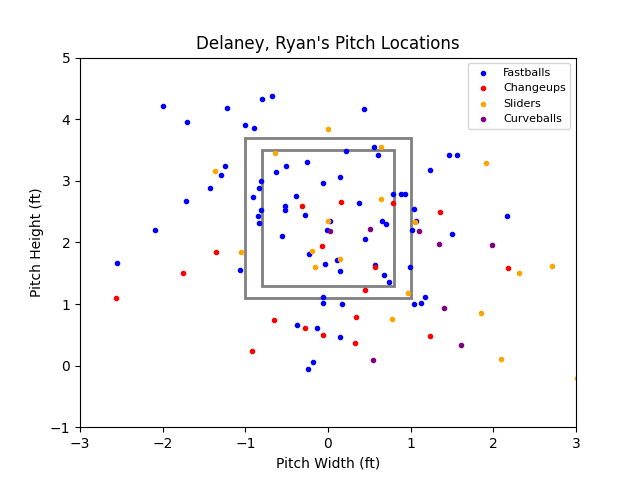 Delaney, Ryan's Pitch Locations
Fastballs
Changeups
Sliders
Curveballs
5
4
3
2
1
0
−1
−3
−2
−1
0
1
2
3
Pitch Height (ft)
Pitch Width (ft)